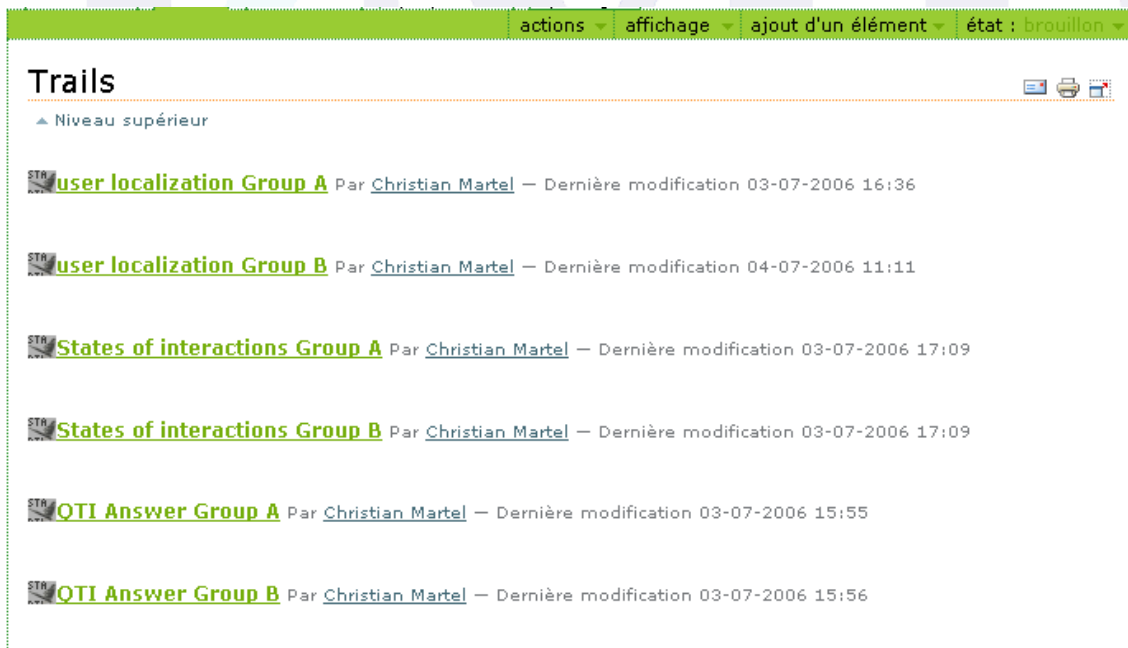 actions affichage ajout d'un élément état : brouillon
Trails
Niveau supérieur
user localization Group A Par Christian Martel — Dernière modification 03-07-2006 16:36
user localization Group B Par Christian Martel — Dernière modification 04-07-2006 11:11
States of interactions Group A Par Christian Martel — Dernière modification 03-07-2006 17:09
States of interactions Group B Par Christian Martel — Dernière modification 03-07-2006 17:09
QTI Answer Group A Par Christian Martel — Dernière modification 03-07-2006 15:55
QTI Answer Group B Par Christian Martel — Dernière modification 03-07-2006 15:56